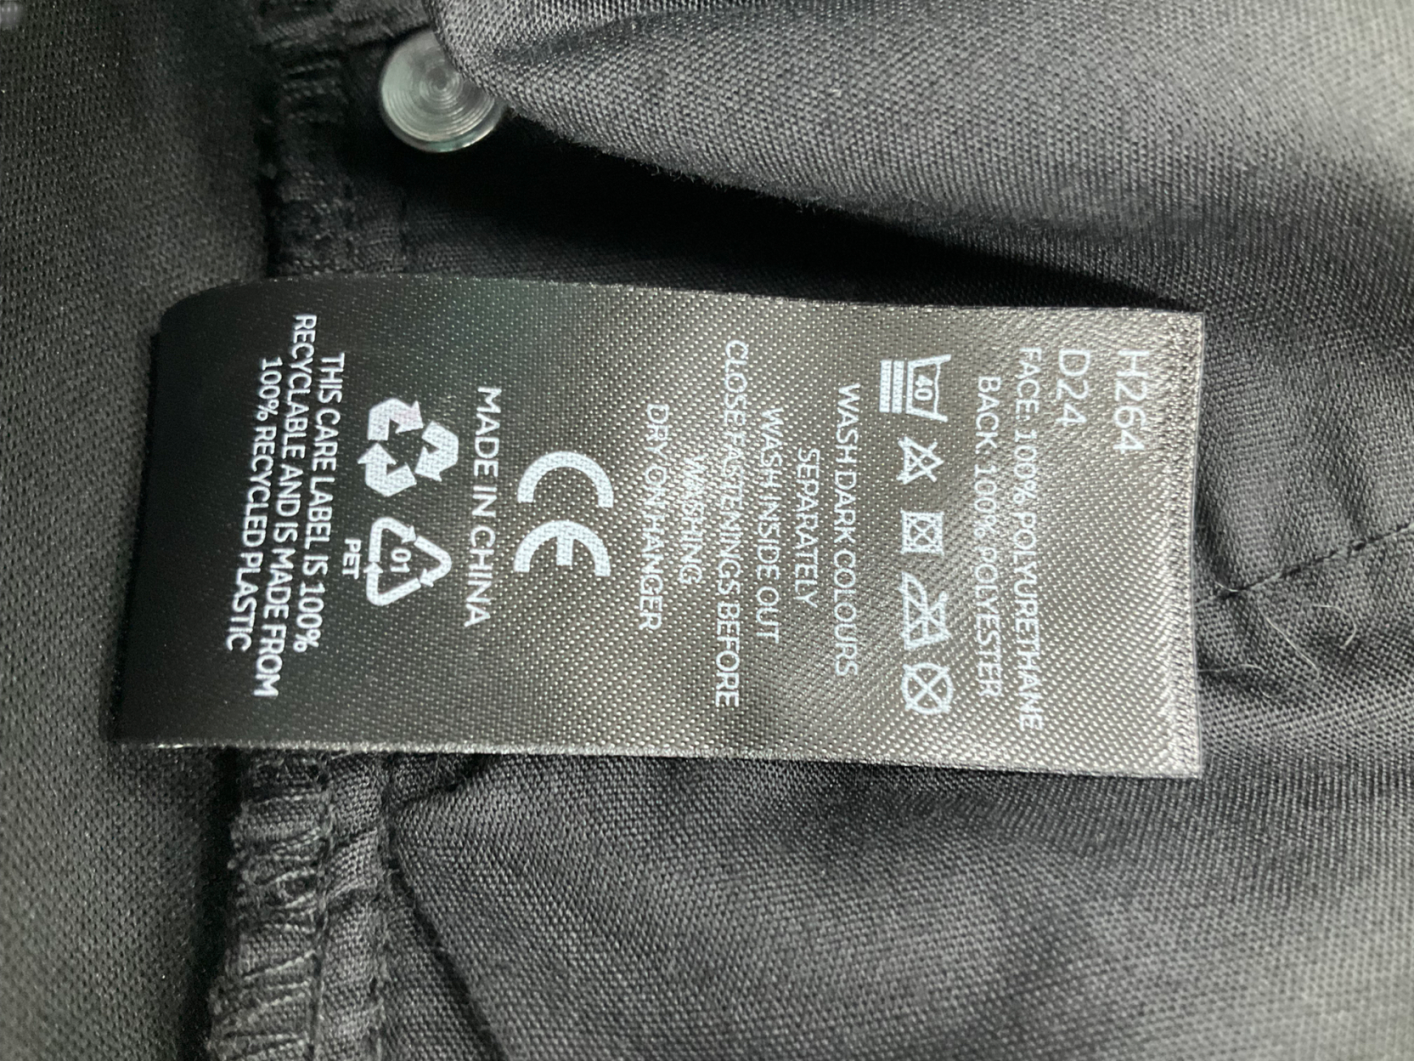 H264
D24
FACE 100% POLYURETHANE
BACK 100% POLYESTER
40
WASH DARK COLOURS
SEPARATELY
WASH INSIDE OUT
CLOSE FASTENINGS BEFORE
WASHING
DRY ON HANGER
CE
MADE IN CHINA
01
PET
THIS CARE LABEL IS 100%
RECYCLABLE AND IS MADE FROM
100% RECYCLED PLASTIC